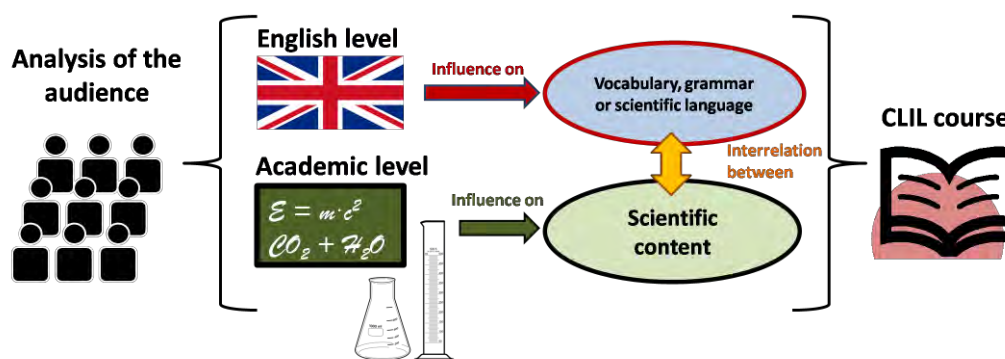 Analysis of the
audience
English level
Influence on
Vocabulary, grammar
or scientific language
Interrelation
between
Academic level
E = m·c²
CO₂ + H₂O
Influence on
Scientific
content
CLIL course